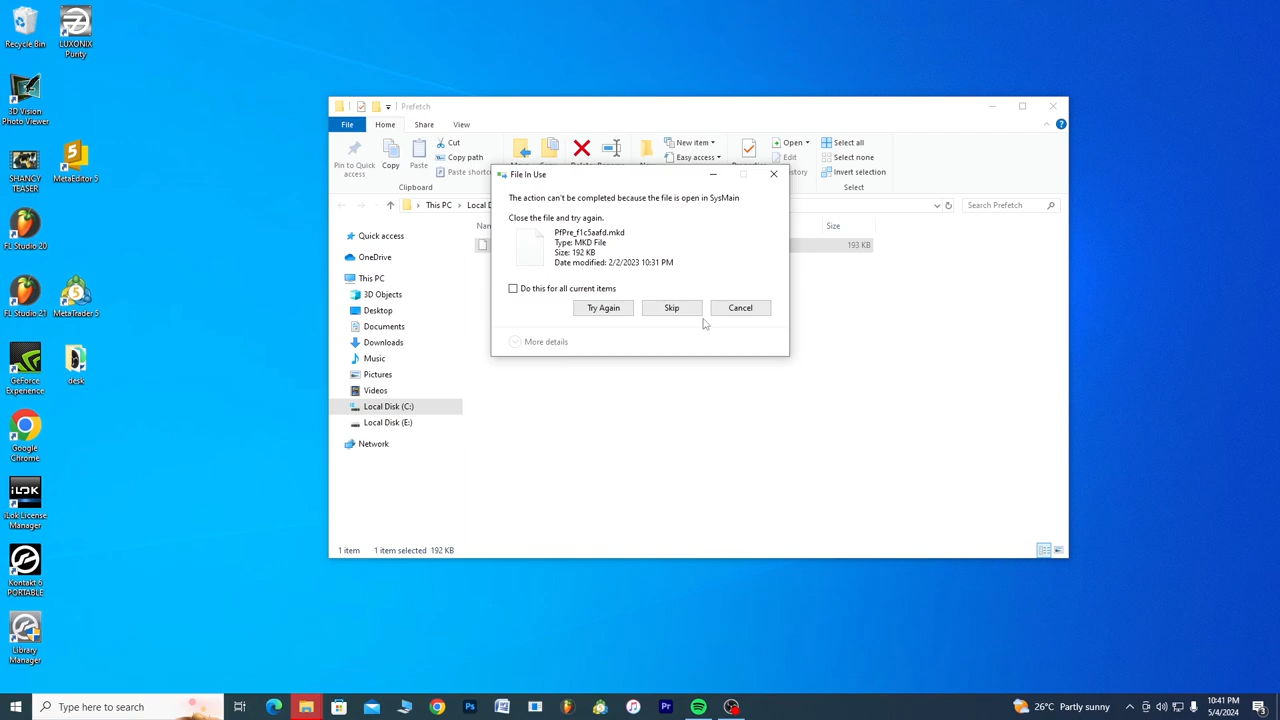 Recycle Bin
LUXONIX
Purity
3D Vision
Photo Viewer
SHANCY
TEASER
MetaEditor 5
FL Studio 20
FL Studio 21
MetaTrader 5
GeForce
Experience
desk
Google
Chrome
iLOK
iLok License
Manager
Kontakt 6
PORTABLE
Library
Manager
Prefetch
File
Home
Share
View
Pin to Quick
access
Copy
Paste
Cut
Copy path
Paste shortc
Clipboard
New item
Easy access
Open
Edit
Select all
Select none
Invert selection
Select
This PC
Local D
Search Prefetch
Quick access
OneDrive
This PC
3D Objects
Desktop
Documents
Downloads
Music
Pictures
Videos
Local Disk (C:)
Local Disk (E:)
Network
Size
193 KB
File In Use
The action can't be completed because the file is open in SysMain
Close the file and try again.
PfPre_f1c5aafd.mkd
Type: MKD File
Size: 192 KB
Date modified: 2/2/2023 10:31 PM
Do this for all current items
Try Again
Skip
Cancel
More details
1 item
1 item selected 192 KB
Type here to search
Ps
Pr
26°C Partly sunny
10:41 PM
5/4/2024